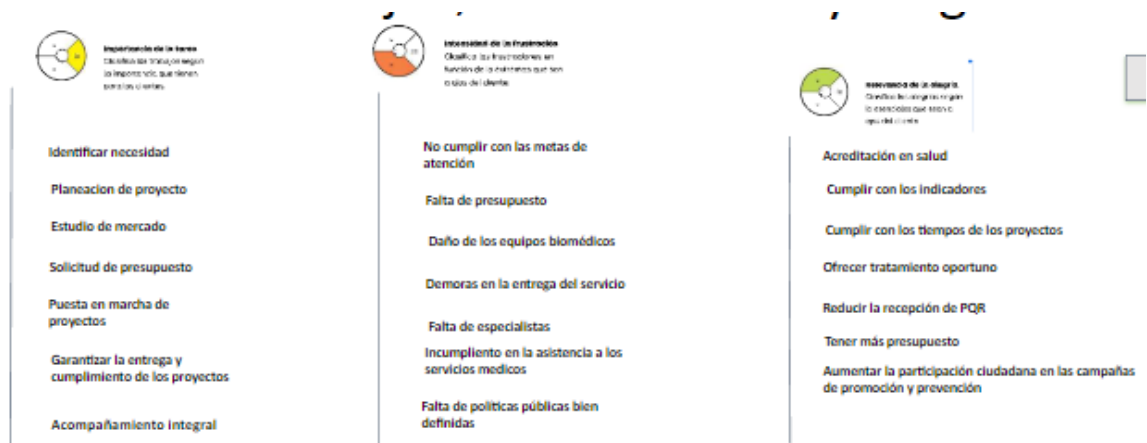 Importancia de la tarea
Clasifica los trabajos según
la importancia que tienen
para los clientes
Identificar necesidad
Planeacion de proyecto
Estudio de mercado
Solicitud de presupuesto
Puesta en marcha de
proyectos
Garantizar la entrega y
cumplimiento de los proyectos
Acompañamiento integral
Intensidad de la frustración
Clasifica las frustraciones en
función de lo extremas que son
a ojos del cliente
No cumplir con las metas de
atención
Falta de presupuesto
Daño de los equipos biomédicos
Demoras en la entrega del servicio
Falta de especialistas
Incumpliento en la asistencia a los
servicios medicos
Falta de políticas públicas bien
definidas
Relevancia de la alegría
Clasifica las alegrías según
lo esenciales que sean a
ojos del cliente
Acreditación en salud
Cumplir con los indicadores
Cumplir con los tiempos de los proyectos
Ofrecer tratamiento oportuno
Reducir la recepción de PQR
Tener más presupuesto
Aumentar la participación ciudadana en las campañas
de promoción y prevención